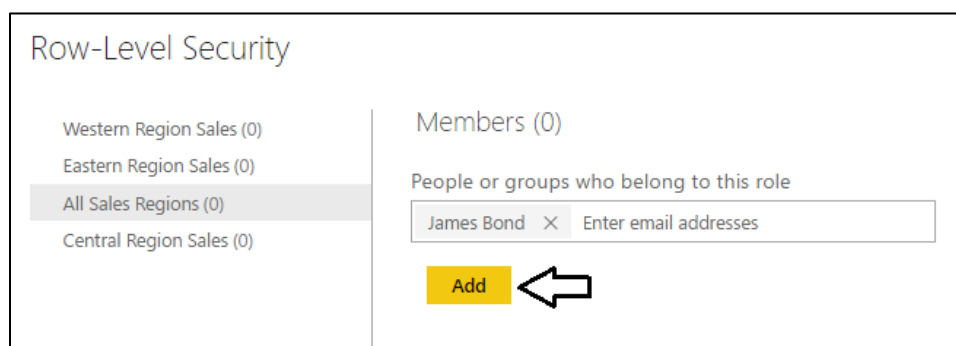 Row-Level Security
Western Region Sales (0)
Eastern Region Sales (0)
All Sales Regions (0)
Central Region Sales (0)
Members (0)
People or groups who belong to this role
James Bond × Enter email addresses
Add